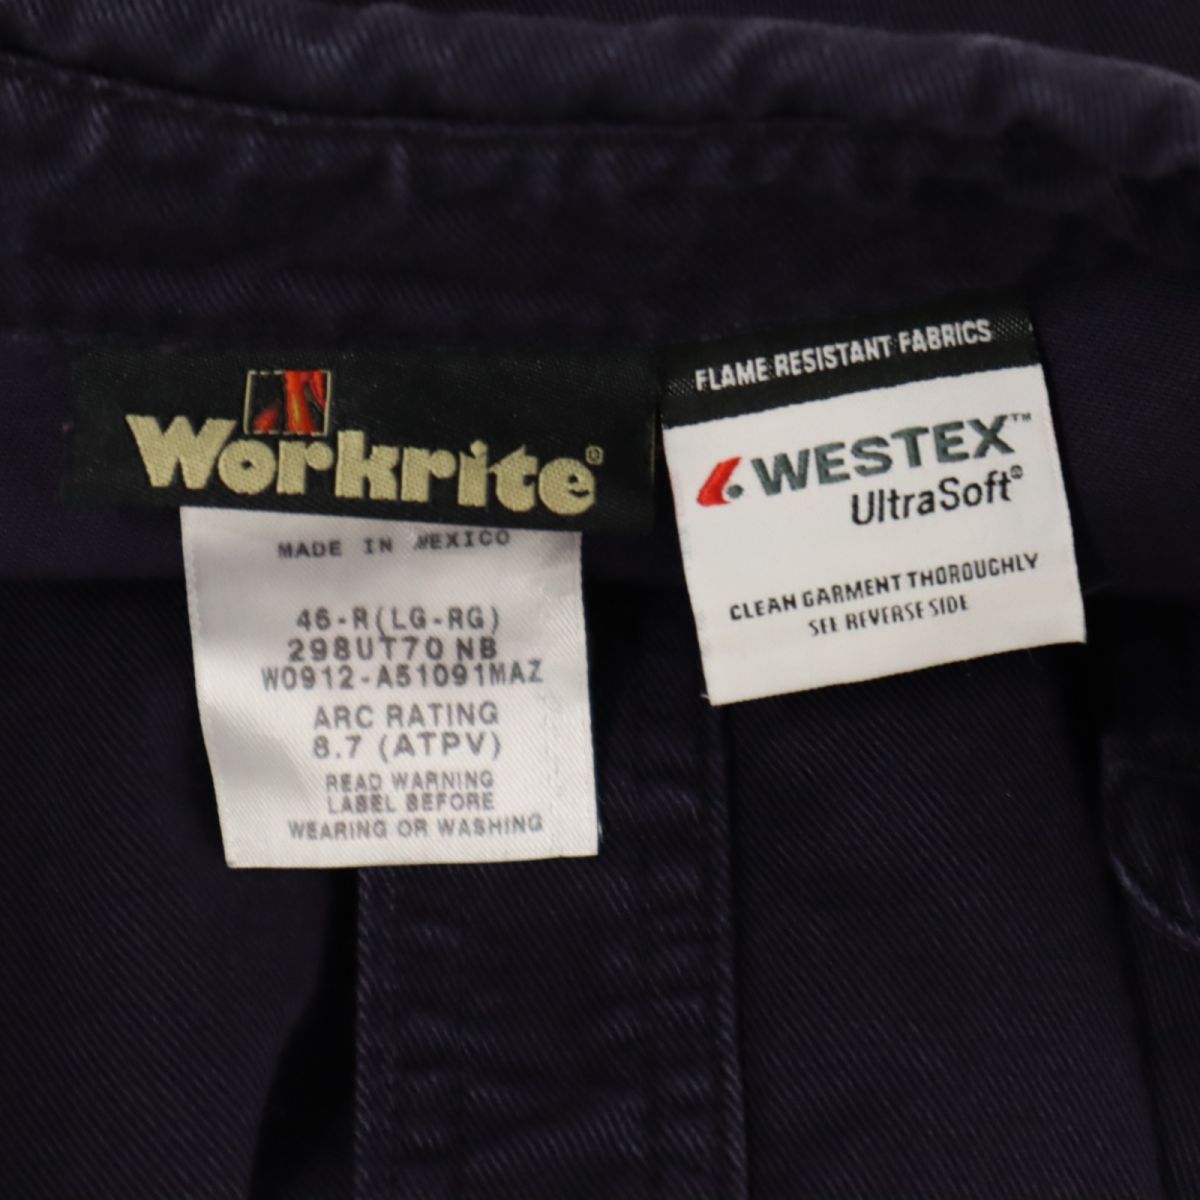 Workrite®
MADE IN MEXICO
46-R(LG-RG)
298UT70 NB
W0912-A51091MAZ
ARC RATING
8.7 (ATPV)
READ WARNING
LABEL BEFORE
WEARING OR WASHING
FLAME RESISTANT FABRICS
WESTEX™
UltraSoft®
CLEAN GARMENT THOROUGHLY
SEE REVERSE SIDE